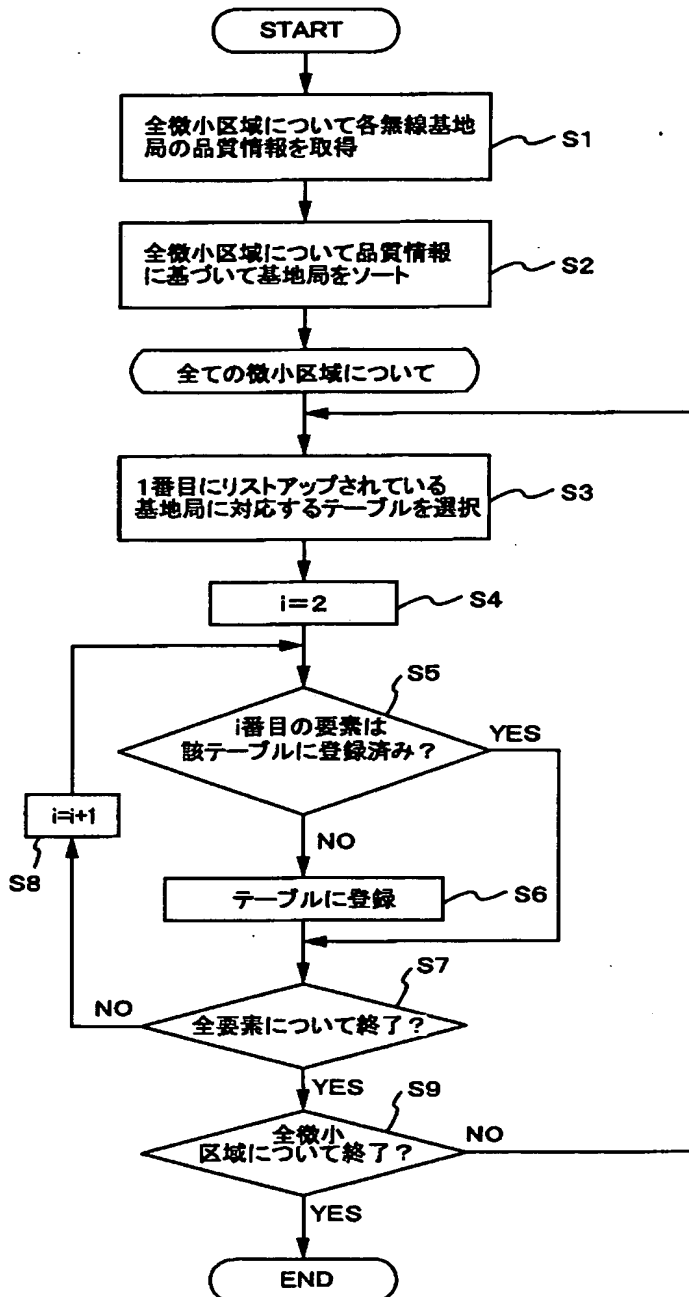 START
全微小区域について各無線基地
局の品質情報を取得
S1
全微小区域について品質情報
に基づいて基地局をソート
S2
全ての微小区域について
1番目にリストアップされている
基地局に対応するテーブルを選択
S3
i=2
S4
S5
i番目の要素は
該テーブルに登録済み?
YES
i=i+1
S8
NO
テーブルに登録
S6
S7
NO
全要素について終了?
YES
S9
全微小
区域について終了?
NO
YES
END